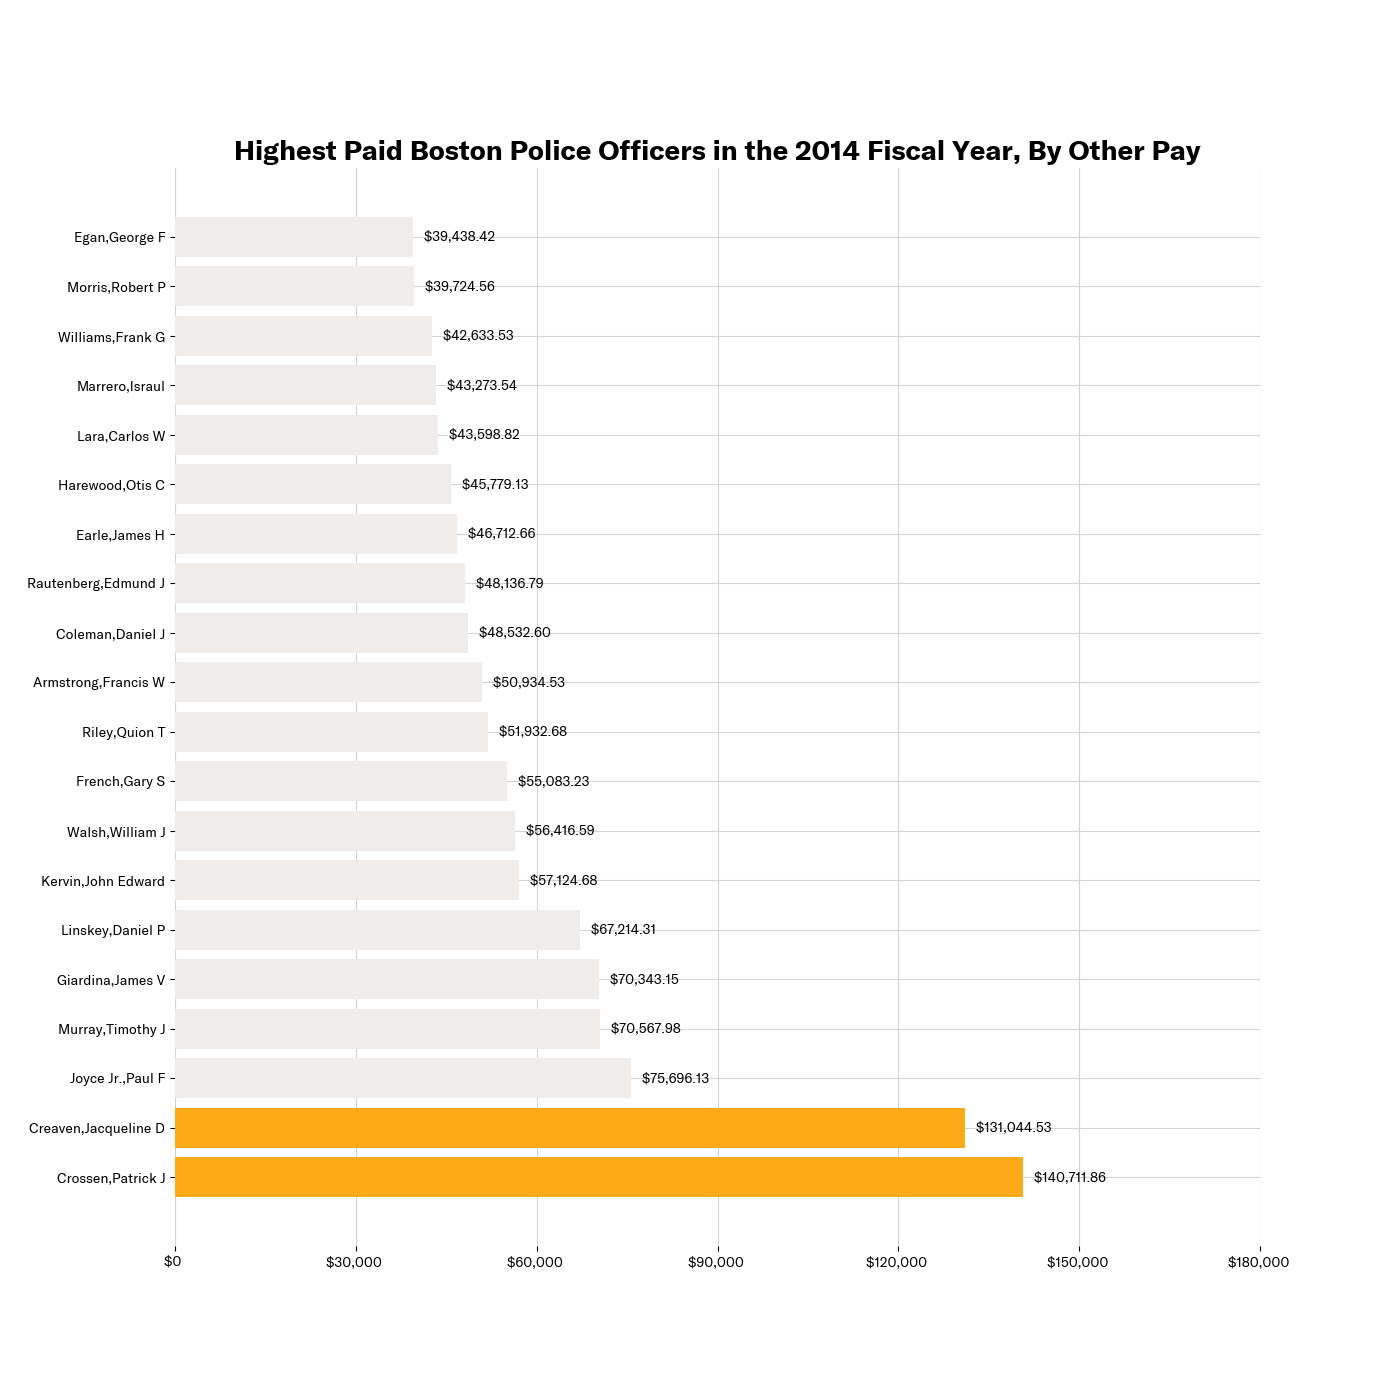 Highest Paid Boston Police Officers in the 2014 Fiscal Year, By Other Pay
Egan,George F $39,438.42
Morris,Robert P $39,724.56
Williams,Frank G $42,633.53
Marrero,Israul $43,273.54
Lara,Carlos W $43,598.82
Harewood,Otis C $45,779.13
Earle,James H $46,712.66
Rautenberg,Edmund J $48,136.79
Coleman,Daniel J $48,532.60
Armstrong,Francis W $50,934.53
Riley,Quion T $51,932.68
French,Gary S $55,083.23
Walsh,William J $56,416.59
Kervin,John Edward $57,124.68
Linskey,Daniel P $67,214.31
Giardina,James V $70,343.15
Murray,Timothy J $70,567.98
Joyce Jr.,Paul F $75,696.13
Creaven,Jacqueline D $131,044.53
Crossen,Patrick J $140,711.86
$0 $30,000 $60,000 $90,000 $120,000 $150,000 $180,000